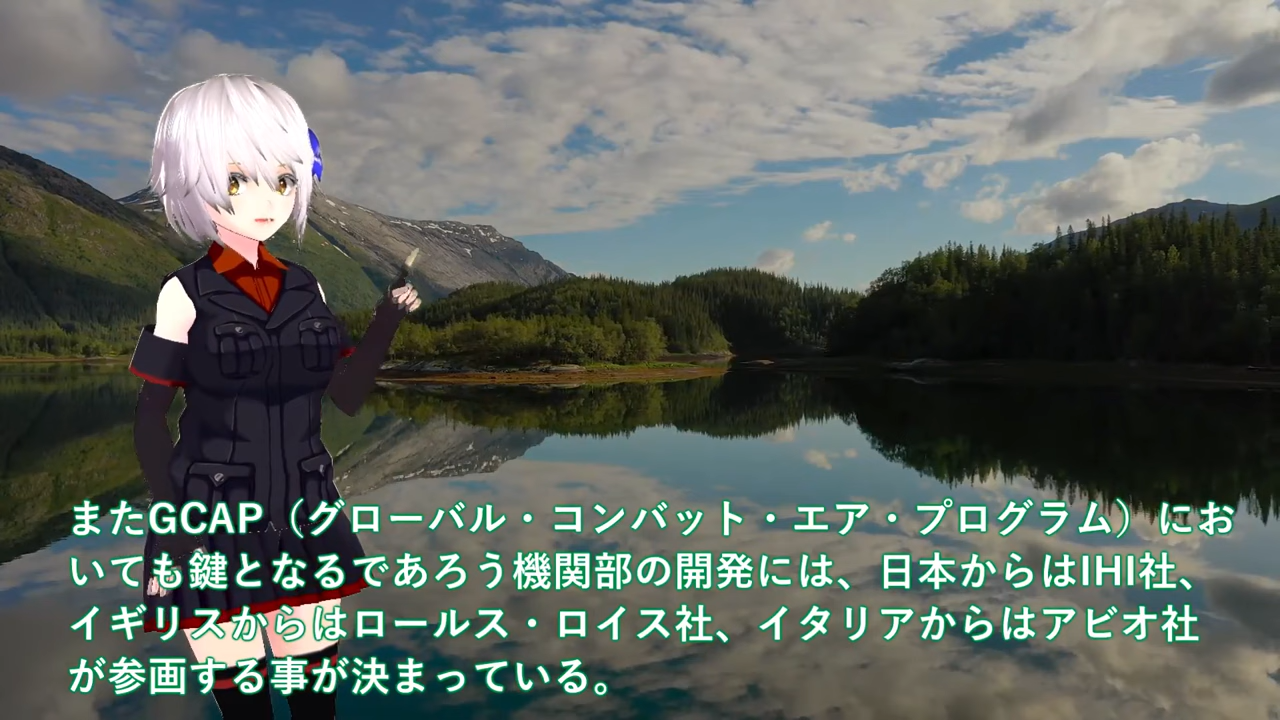 またGCAP（グローバル・コンバット・エア・プログラム）にお
いても鍵となるであろう機関部の開発には、日本からはIHI社、
イギリスからはロールス・ロイス社、イタリアからはアビオ社
が参画する事が決まっている。